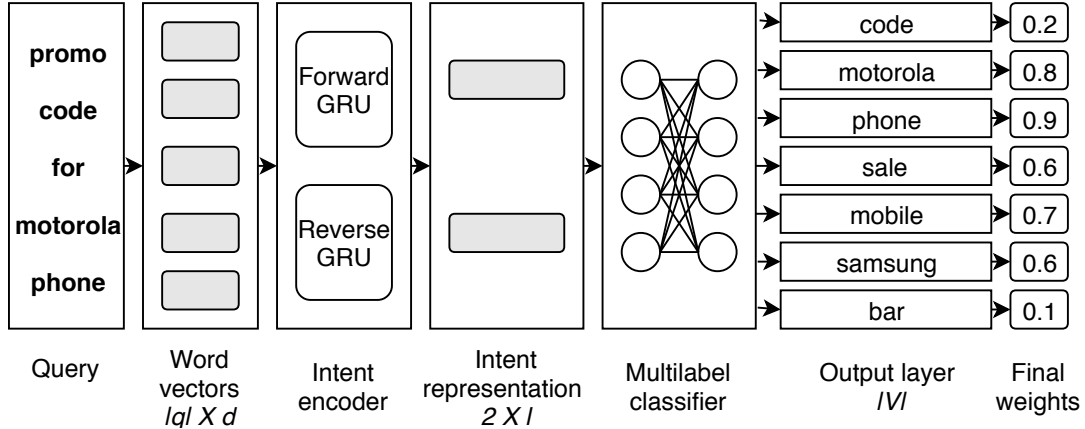 promo
code
for
motorola
phone
Forward
GRU
Reverse
GRU
code
0.2
motorola
0.8
phone
0.9
sale
0.6
mobile
0.7
samsung
0.6
bar
0.1
Query
Word
vectors
|q| X d
Intent
encoder
Intent
representation
2 X l
Multilabel
classifier
Output layer
|V|
Final
weights